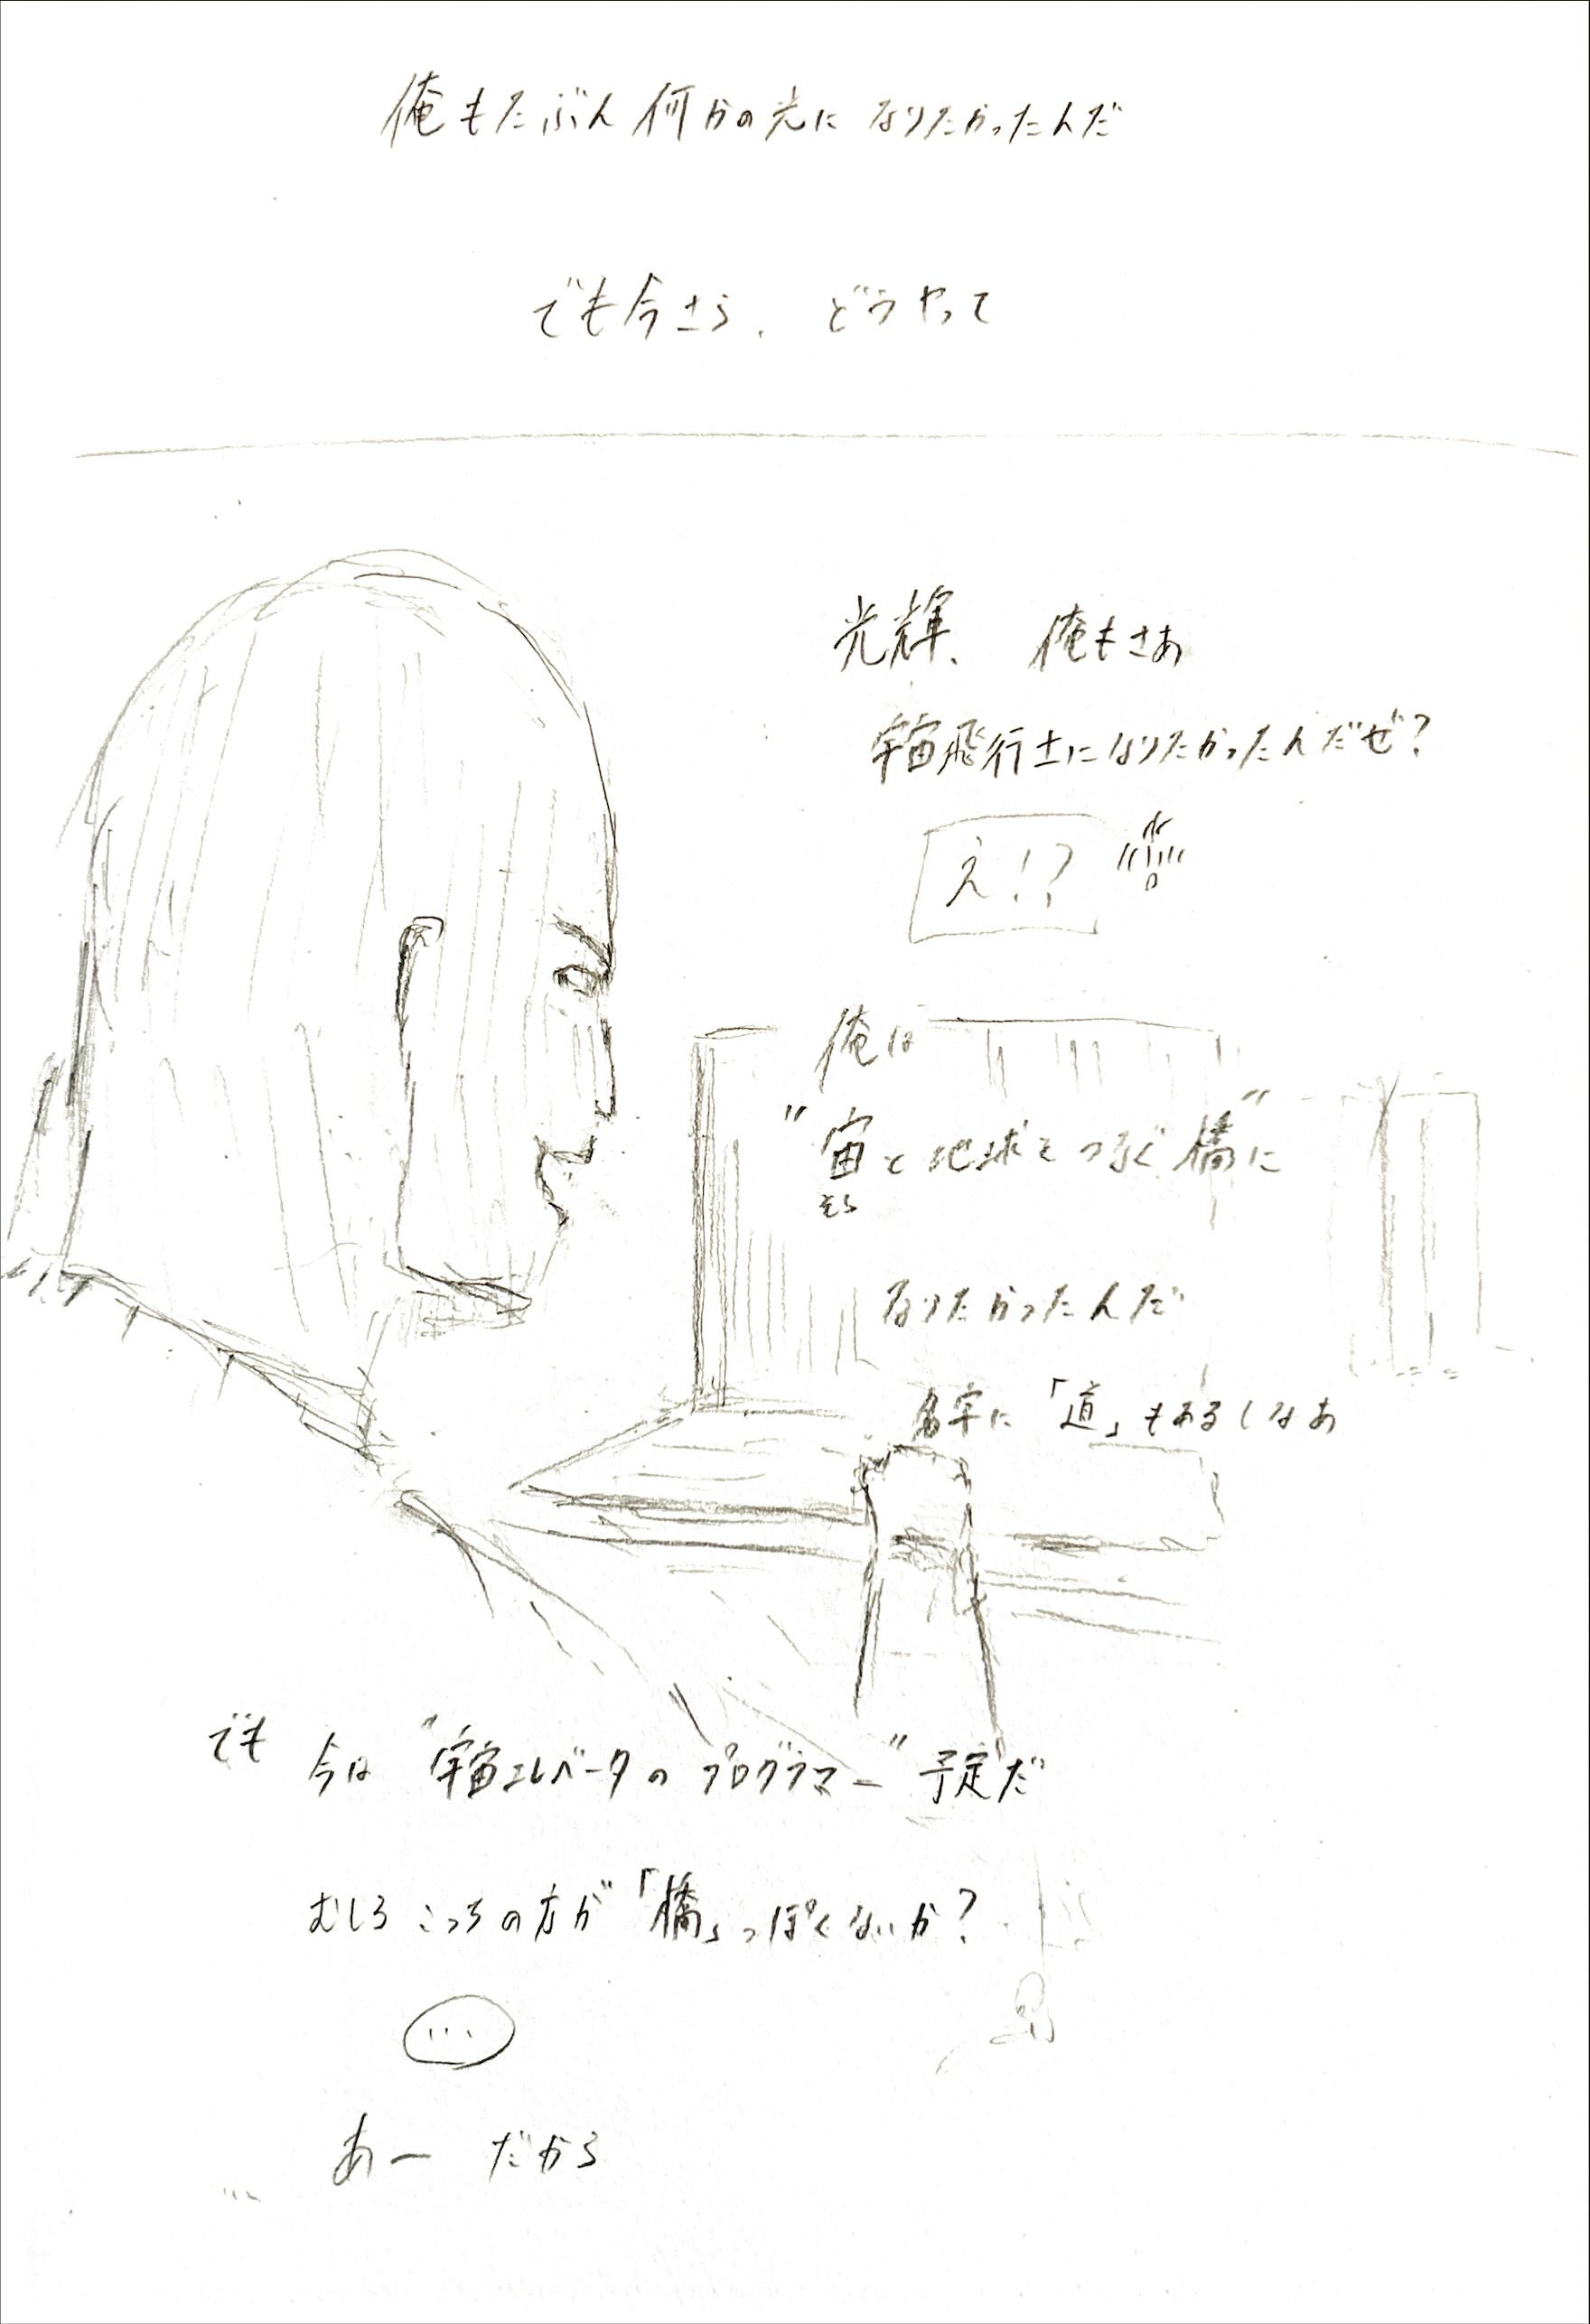 俺もたぶん何かの光になりたかったんだ
でも今さら、どうやって
光輝、俺もさあ
宇宙飛行士になりたかったんだぜ?
え!?
俺は
"宙と地球をつなぐ橋"に
そら
なりたかったんだ
名字に「道」もあるしなあ
でも 今は"宇宙エレベータのプログラマー"予定だ
むしろこっちの方が「橋」っぽくないか?
…
あー だから